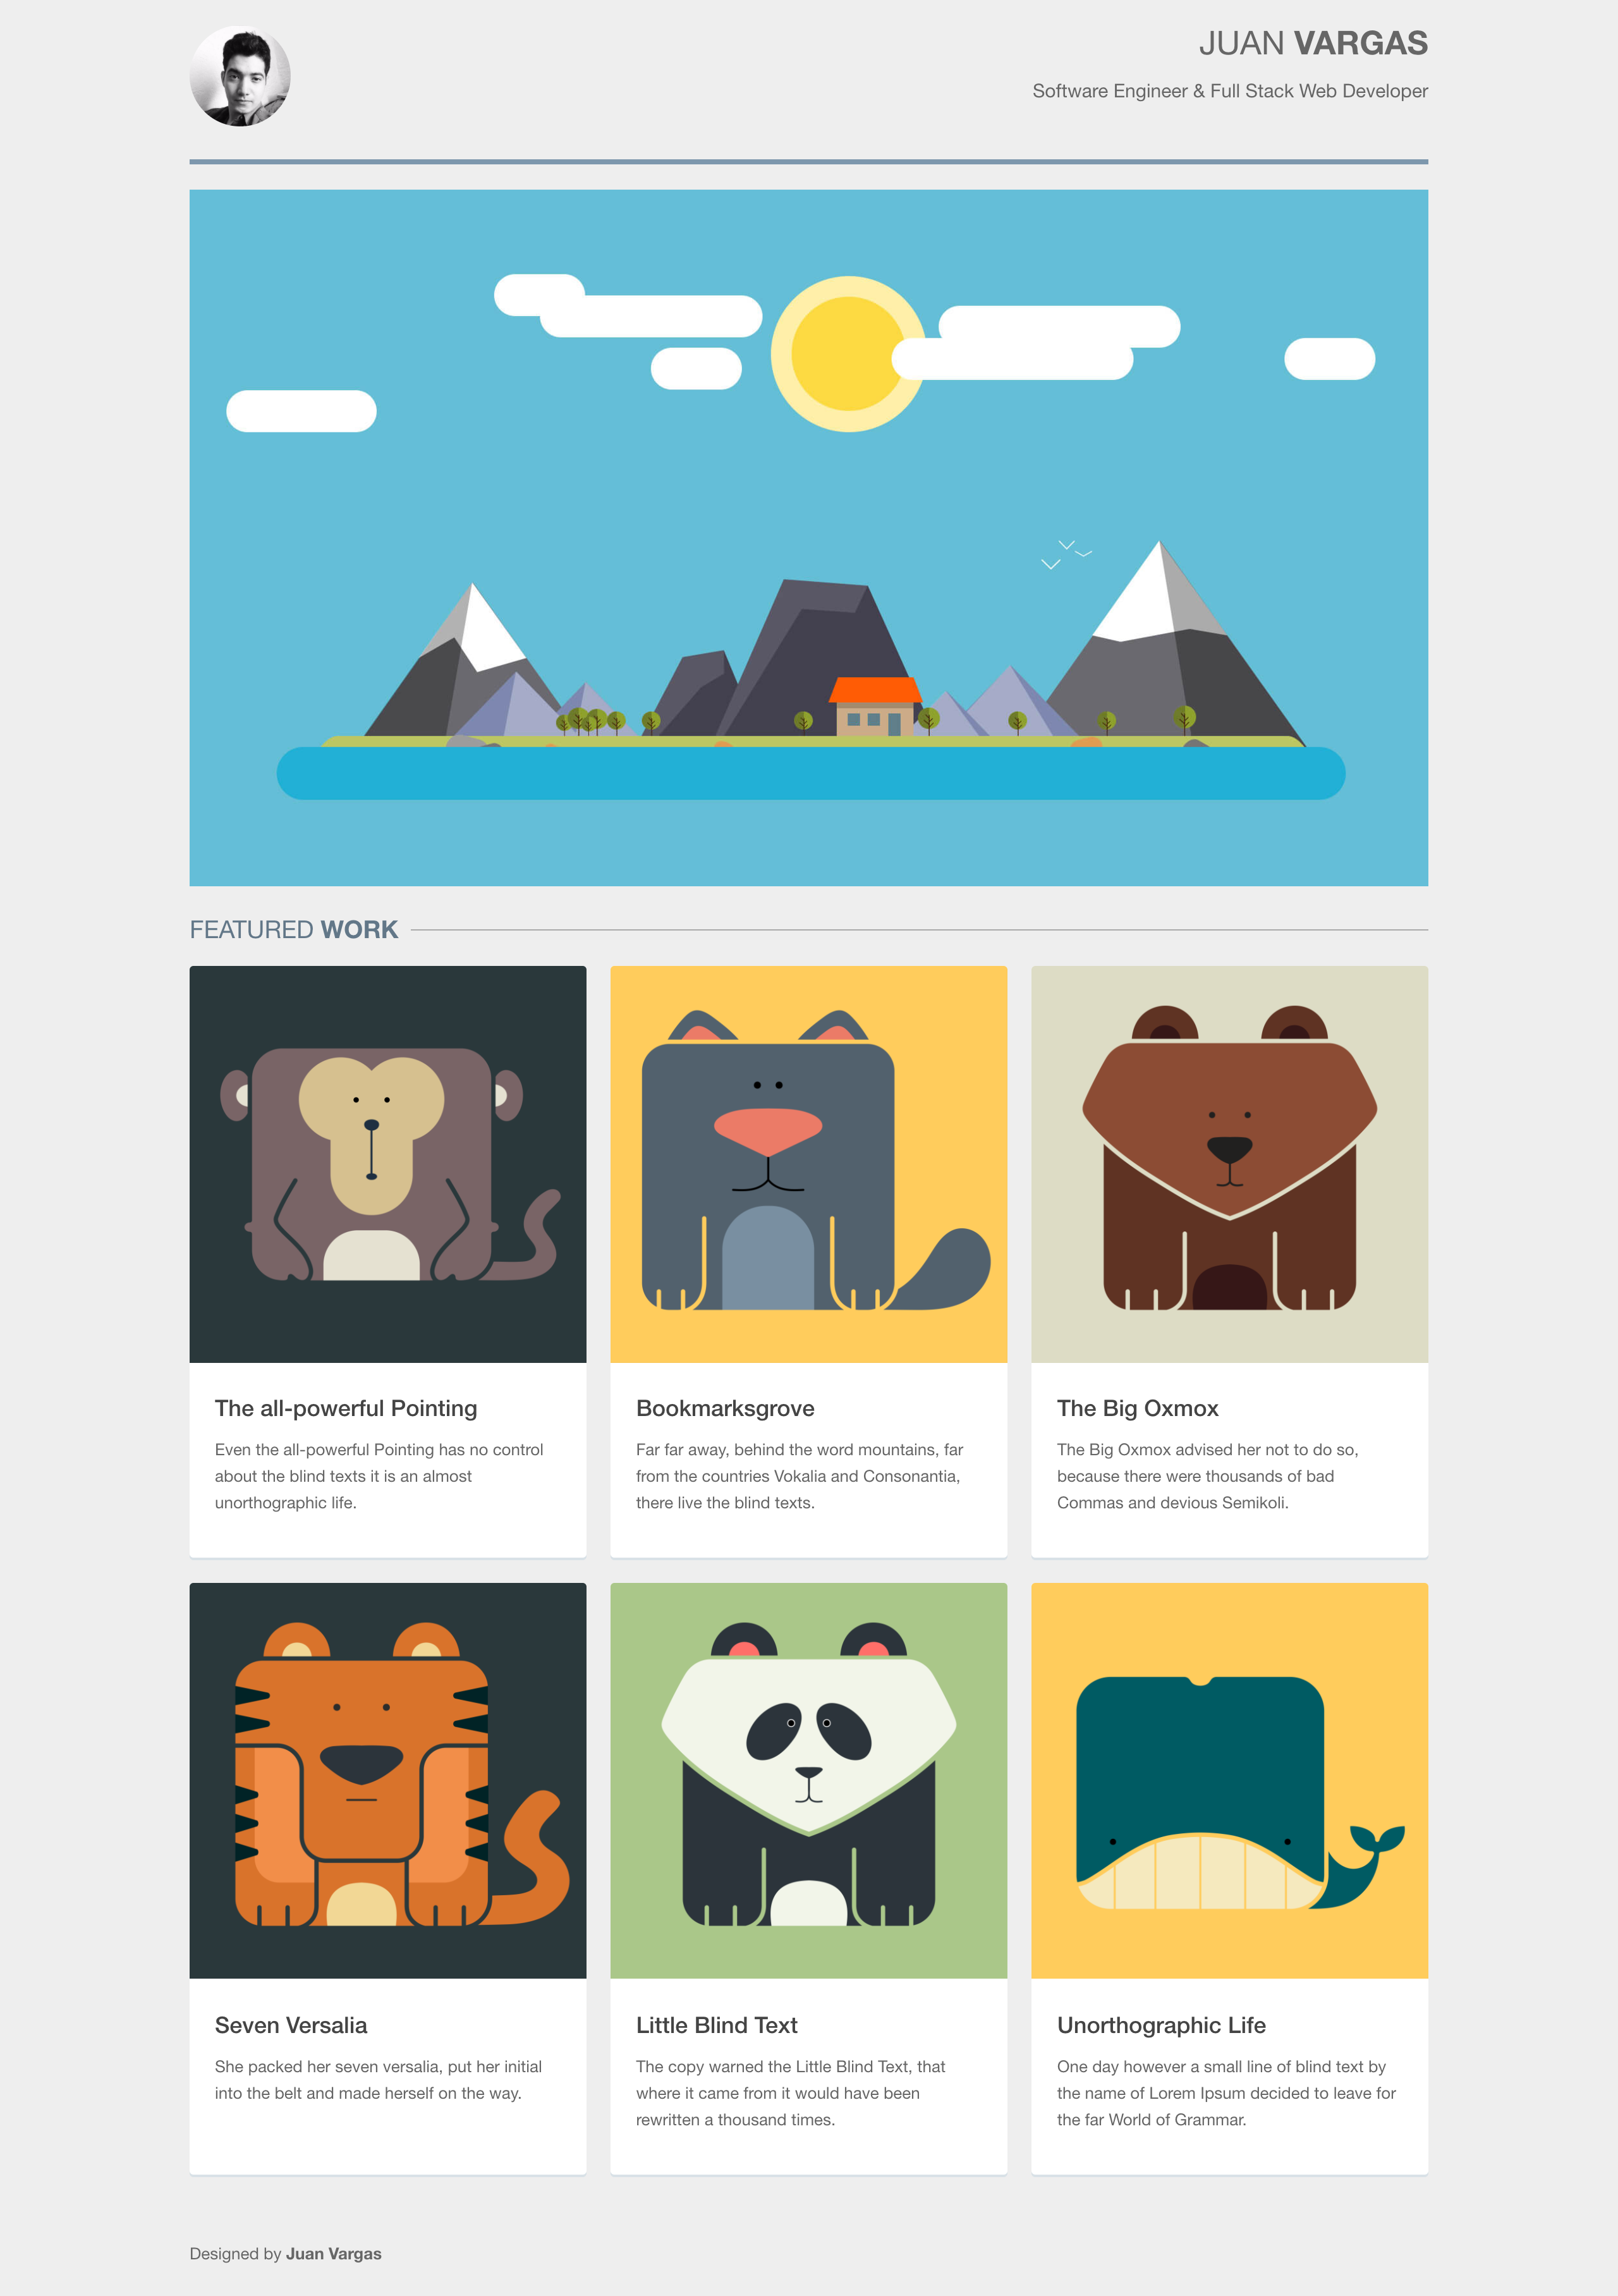 JUAN VARGAS
Software Engineer & Full Stack Web Developer
FEATURED WORK
The all-powerful Pointing
Even the all-powerful Pointing has no control
about the blind texts it is an almost
unorthographic life.
Bookmarksgrove
Far far away, behind the word mountains, far
from the countries Vokalia and Consonantia,
there live the blind texts.
The Big Oxmox
The Big Oxmox advised her not to do so,
because there were thousands of bad
Commas and devious Semikoli.
Seven Versalia
She packed her seven versalia, put her initial
into the belt and made herself on the way.
Little Blind Text
The copy warned the Little Blind Text, that
where it came from it would have been
rewritten a thousand times.
Unorthographic Life
One day however a small line of blind text by
the name of Lorem Ipsum decided to leave for
the far World of Grammar.
Designed by Juan Vargas